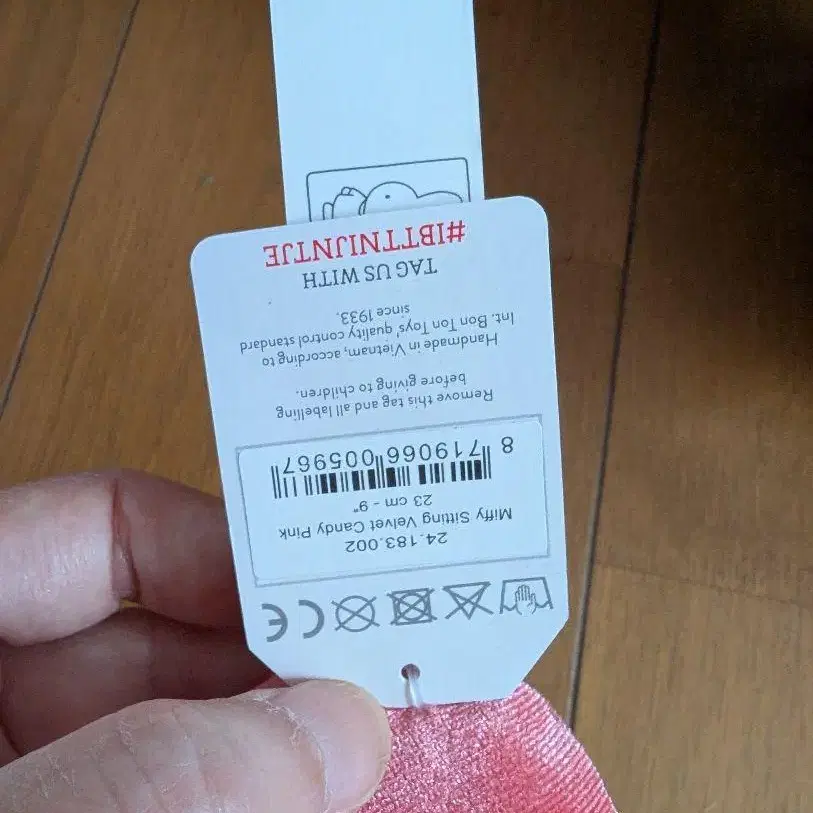 24.183.002
Miffy Sitting Velvet Candy Pink
23 cm - 9"
8 719066 005967
Remove this tag and all labelling
before giving to children.
Handmade in Vietnam, according to
Int. Bon Ton Toys' quality control standard
since 1933.
TAG US WITH
#IBTTNIJNTJE